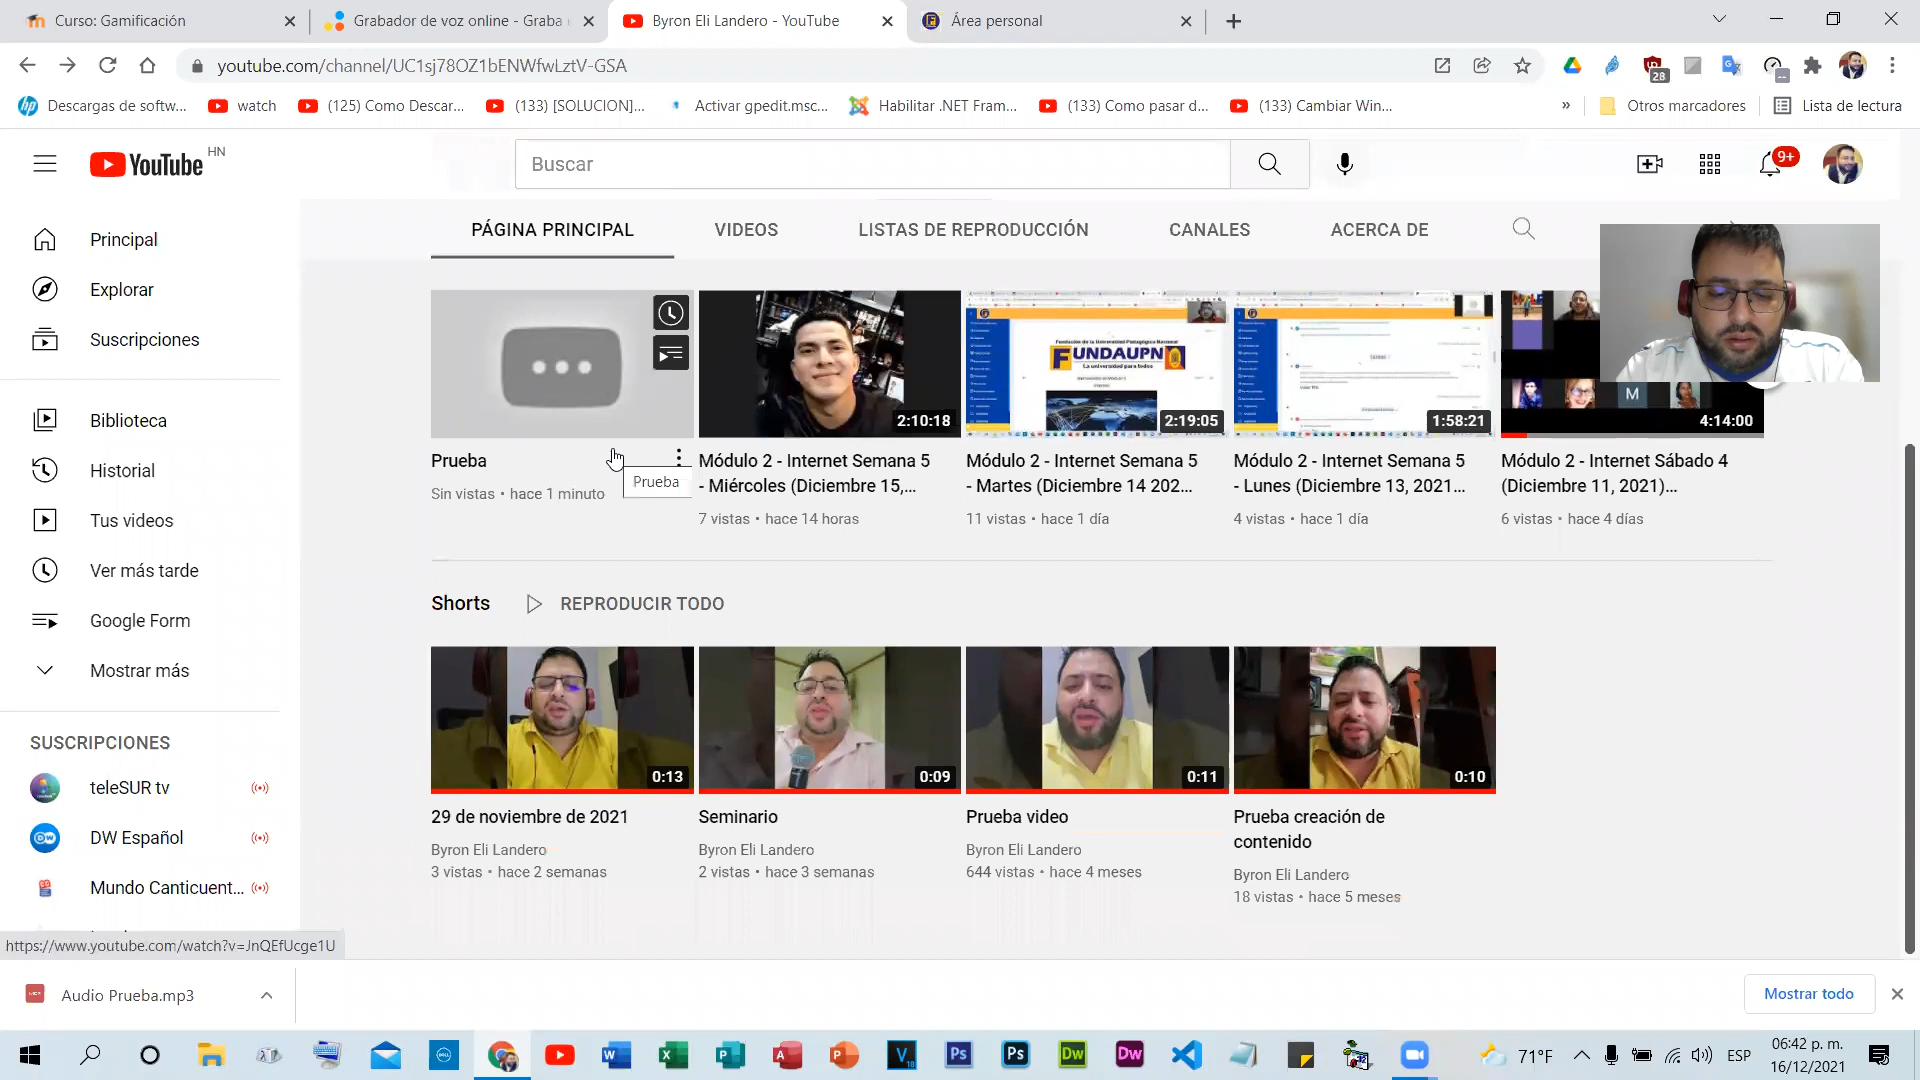 Curso: Gamificación
Grabador de voz online - Graba
Byron Eli Landero - YouTube
Área personal
youtube.com/channel/UC1sj78OZ1bENWfwLztV-GSA
28
Descargas de softw...
watch
(125) Como Descar...
(133) [SOLUCION]...
Activar gpedit.msc...
Habilitar .NET Fram...
(133) Como pasar d...
(133) Cambiar Win...
»
Otros marcadores
Lista de lectura
YouTube HN
Buscar
9+
Principal
Explorar
Suscripciones
Biblioteca
Historial
Tus videos
Ver más tarde
Google Form
Mostrar más
SUSCRIPCIONES
teleSUR tv
DW Español
Mundo Canticuent...
https://www.youtube.com/watch?v=JnQEfUcge1U
PÁGINA PRINCIPAL
VIDEOS
LISTAS DE REPRODUCCIÓN
CANALES
ACERCA DE
FUNDAUPN
La universidad para todos
M
2:10:18
2:19:05
1:58:21
4:14:00
Prueba
Sin vistas • hace 1 minuto
Prueba
Módulo 2 - Internet Semana 5
- Miércoles (Diciembre 15,...
7 vistas • hace 14 horas
Módulo 2 - Internet Semana 5
- Martes (Diciembre 14 202...
11 vistas • hace 1 día
Módulo 2 - Internet Semana 5
- Lunes (Diciembre 13, 2021...
4 vistas • hace 1 día
Módulo 2 - Internet Sábado 4
(Diciembre 11, 2021)...
6 vistas • hace 4 días
Shorts
REPRODUCIR TODO
0:13
0:09
0:11
0:10
29 de noviembre de 2021
Byron Eli Landero
3 vistas • hace 2 semanas
Seminario
Byron Eli Landero
2 vistas • hace 3 semanas
Prueba video
Byron Eli Landero
644 vistas • hace 4 meses
Prueba creación de
contenido
Byron Eli Landero
18 vistas • hace 5 meses
Audio Prueba.mp3
Mostrar todo
71°F
ESP
06:42 p. m.
16/12/2021